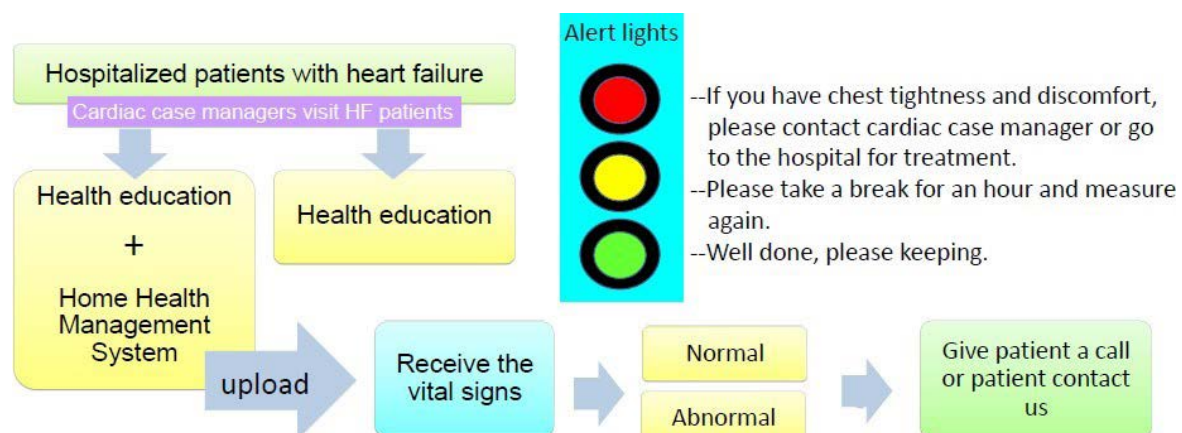 Hospitalized patients with heart failure
Cardiac case managers visit HF patients
Health education
+
Home Health
Management
System
Health education
Alert lights
--If you have chest tightness and discomfort,
please contact cardiac case manager or go
to the hospital for treatment.
--Please take a break for an hour and measure
again.
--Well done, please keeping.
upload
Receive the
vital signs
Normal
Abnormal
Give patient a call
or patient contact
us